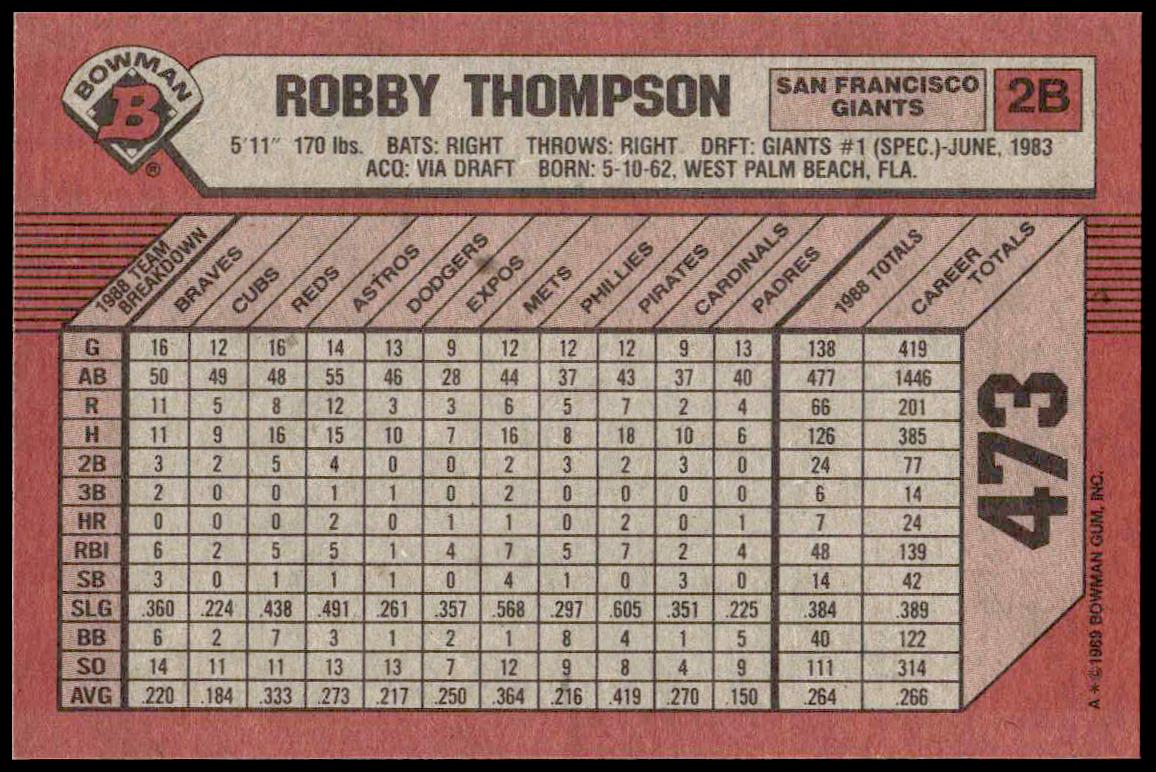 BOWMAN
B
®
ROBBY THOMPSON
SAN FRANCISCO
GIANTS
2B
5'11" 170 lbs. BATS: RIGHT THROWS: RIGHT DRFT: GIANTS #1 (SPEC.)-JUNE, 1983
ACQ: VIA DRAFT BORN: 5-10-62, WEST PALM BEACH, FLA.
1988 TEAM BREAKDOWN BRAVES CUBS REDS ASTROS DODGERS EXPOS METS PHILLIES PIRATES CARDINALS PADRES 1988 TOTALS CAREER TOTALS
G 16 12 16 14 13 9 12 12 12 9 13 138 419
AB 50 49 48 55 46 28 44 37 43 37 40 477 1446
R 11 5 8 12 3 3 6 5 7 2 4 66 201
H 11 9 16 15 10 7 16 8 18 10 6 126 385
2B 3 2 5 4 0 0 2 3 2 3 0 24 77
3B 2 0 0 1 1 0 2 0 0 0 0 6 14
HR 0 0 0 2 0 1 1 0 2 0 1 7 24
RBI 6 2 5 5 1 4 7 5 7 2 4 48 139
SB 3 0 1 1 1 0 4 1 0 3 0 14 42
SLG .360 .224 .438 .491 .261 .357 .568 .297 .605 .351 .225 .384 .389
BB 6 2 7 3 1 2 1 8 4 1 5 40 122
SO 14 11 11 13 13 7 12 9 8 4 9 111 314
AVG .220 .184 .333 .273 .217 .250 .364 .216 .419 .270 .150 .264 .266
473
A * © 1989 BOWMAN GUM, INC.